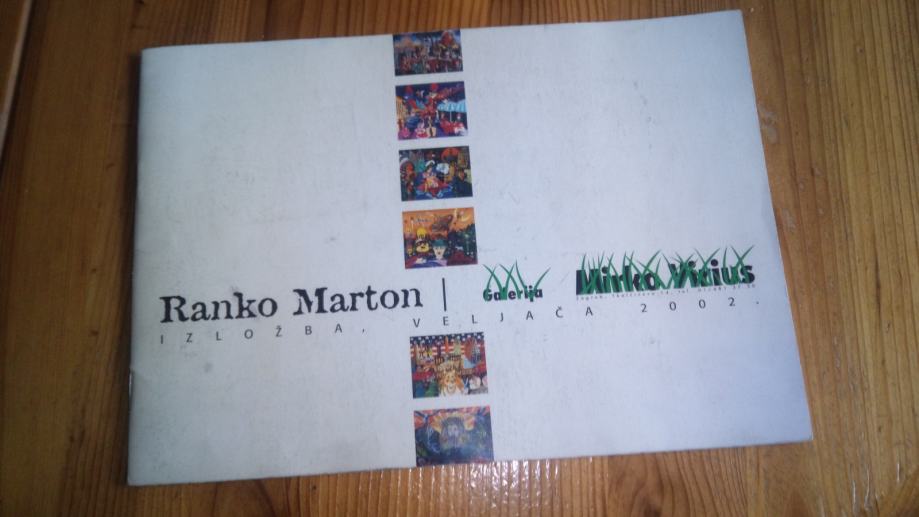 Ranko Marton | Galerija Mirko Virius
IZLOŽBA, VELJAČA 2002.